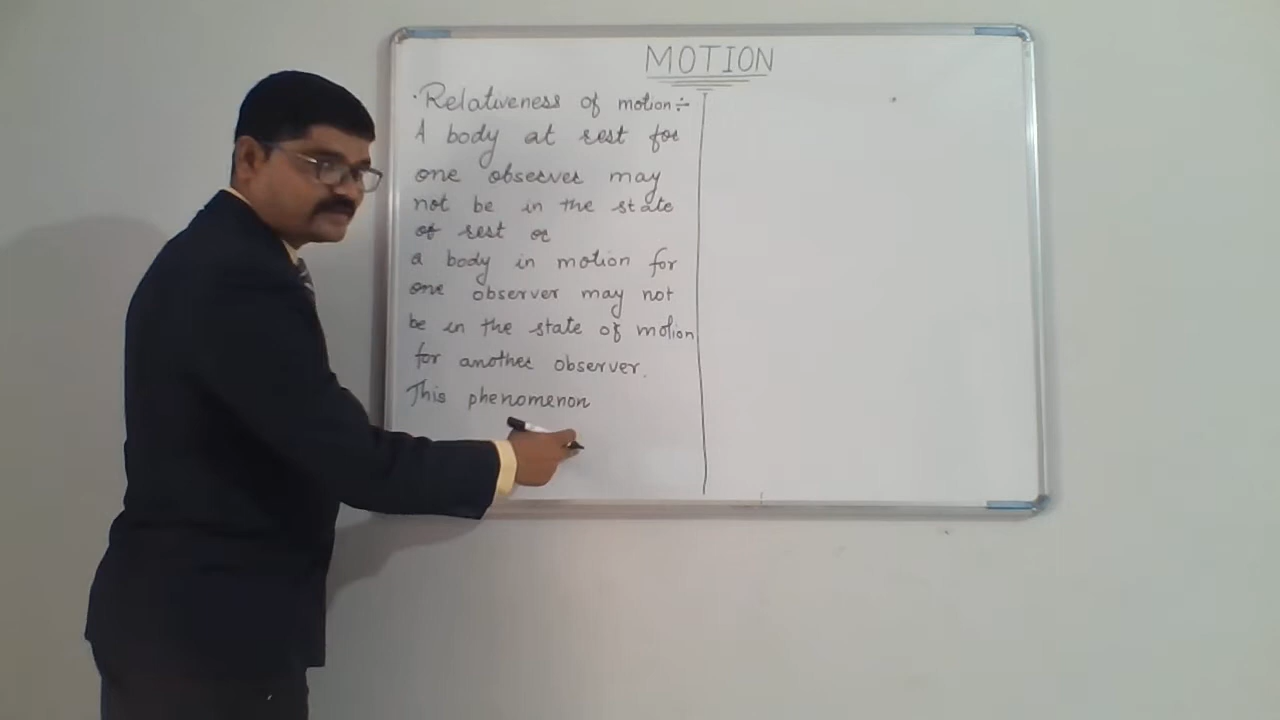 MOTION
· Relativeness of motion:-
A body at rest for
one observer may
not be in the state
of rest or
a body in motion for
one observer may not
be in the state of motion
for another observer.
This phenomenon